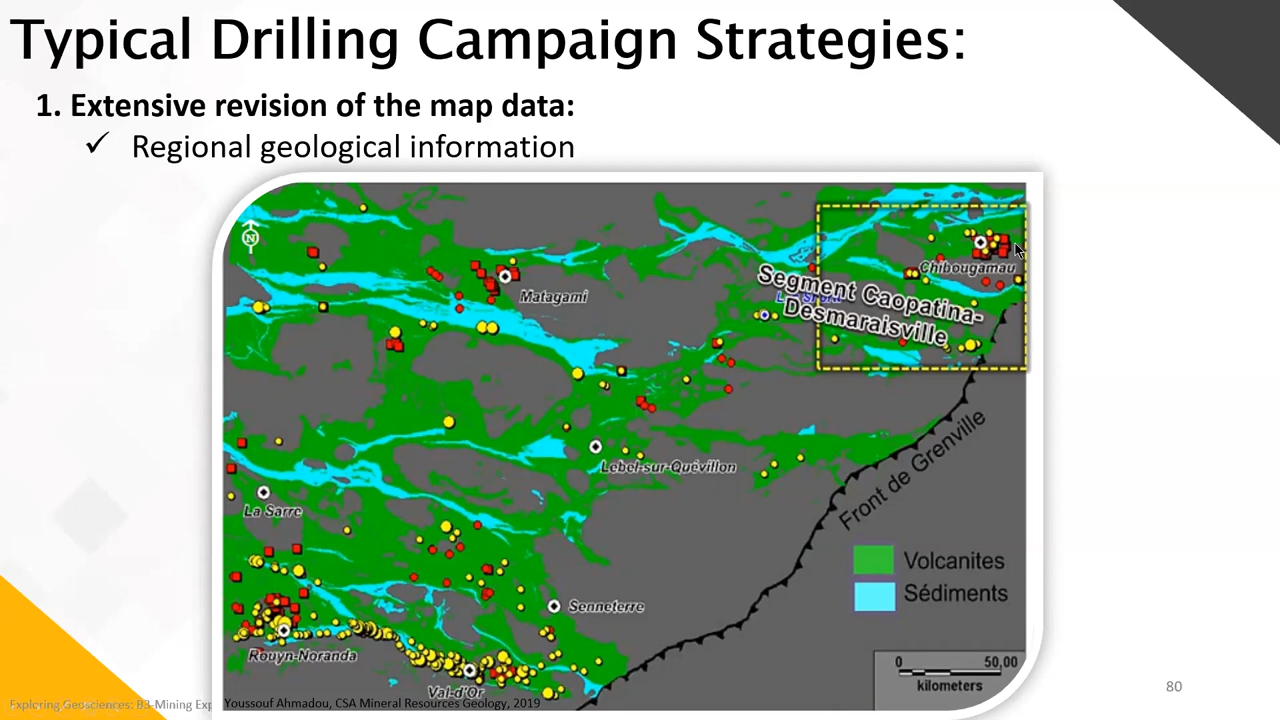 Typical Drilling Campaign Strategies:
1. Extensive revision of the map data:
✓ Regional geological information
N
Chibougamau
Matagami
Segment Caopatina-
Desmaraisville
Lebel-sur-Quévillon
Front de Grenville
La Sarre
Volcanites
Sédiments
Senneterre
Rouyn-Noranda
0 50,00
kilometers
Val-d'Or
80
Exploring Geosciences: B3-Mining Exp
Youssouf Ahmadou, CSA Mineral Resources Geology, 2019